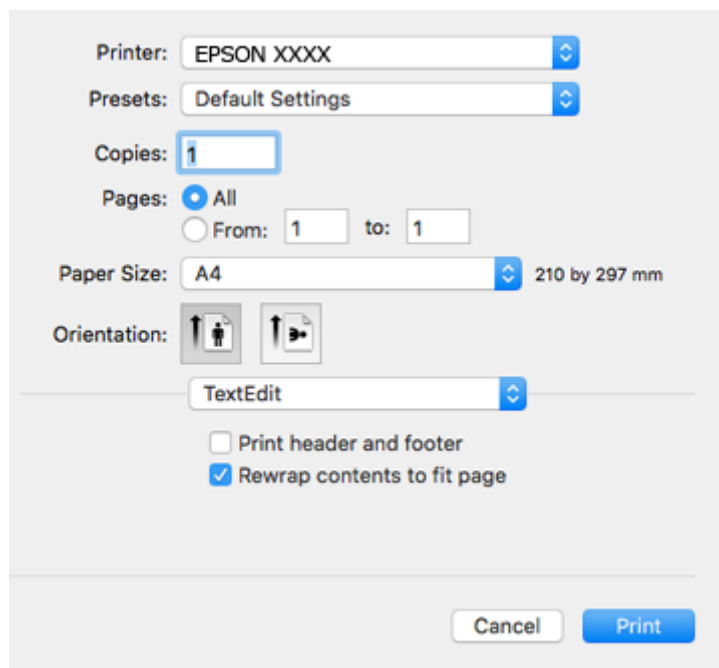 Printer: EPSON XXXX
Presets: Default Settings
Copies: 1
Pages: All
From: 1 to: 1
Paper Size: A4 210 by 297 mm
Orientation:
TextEdit
Print header and footer
Rewrap contents to fit page
Cancel Print